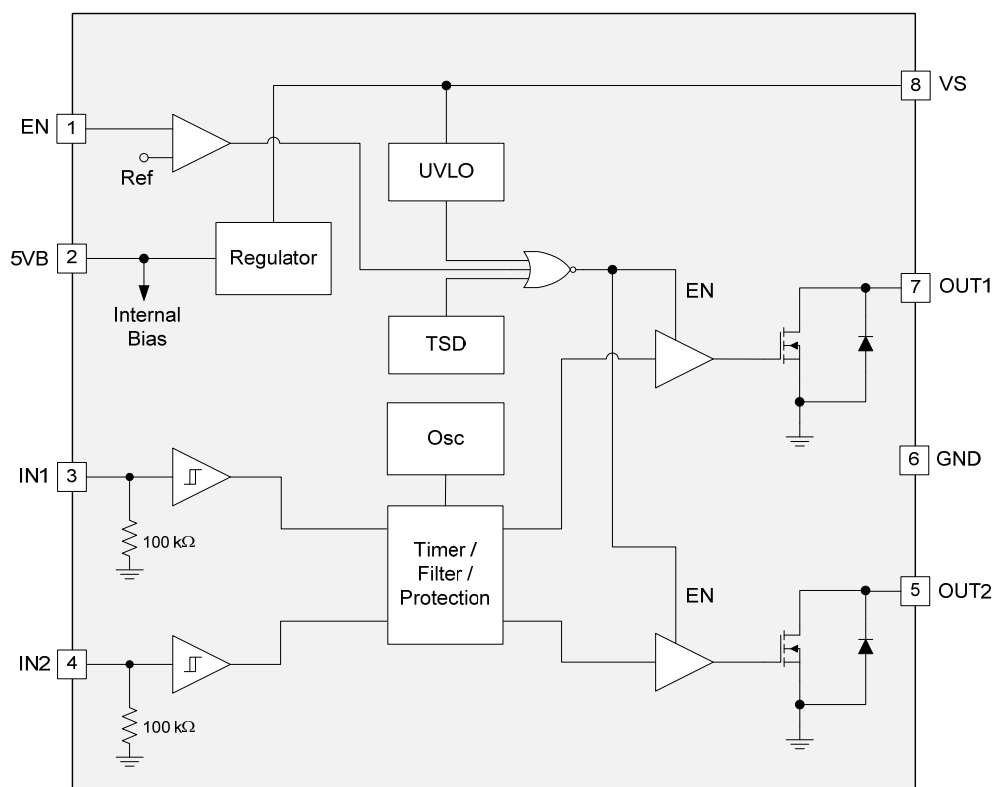 8
VS
EN
1
Ref
UVLO
5VB
2
Regulator
Internal
Bias
EN
7
OUT1
TSD
Osc
IN1
3
6
GND
100 kΩ
Timer /
Filter /
Protection
EN
5
OUT2
IN2
4
100 kΩ